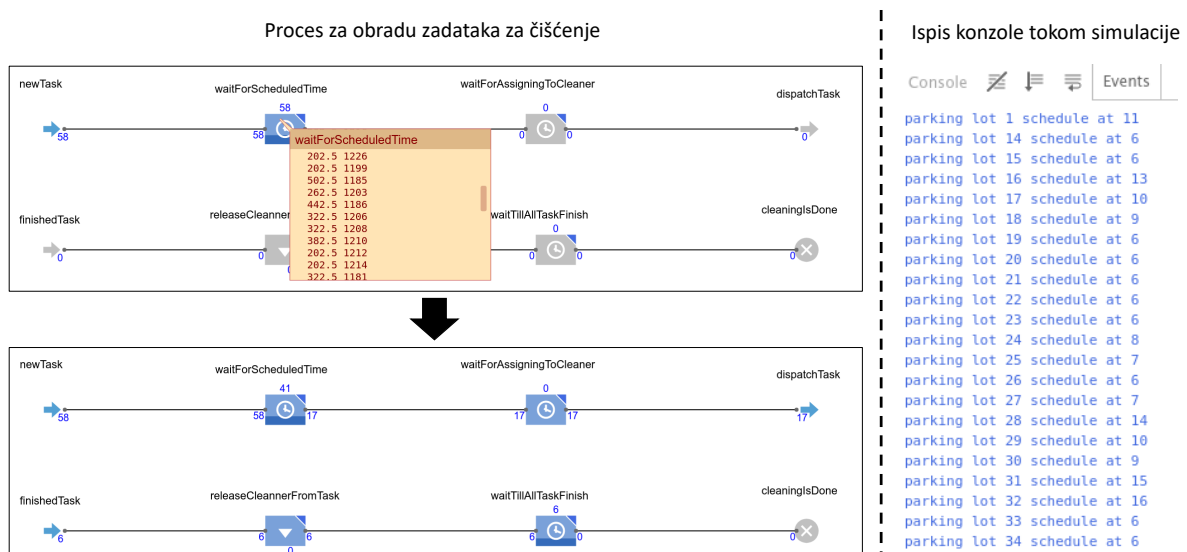 Proces za obradu zadataka za čišćenje
newTask
waitForScheduledTime
waitForAssigningToCleaner
dispatchTask
58
0
58
58
0
0
0
waitForScheduledTime
202.5 1226
202.5 1199
502.5 1185
262.5 1203
442.5 1186
322.5 1206
322.5 1208
382.5 1210
202.5 1212
202.5 1214
322.5 1181
finishedTask
releaseCleanner
waitTillAllTaskFinish
cleaningIsDone
0
0
0
0
0
0
newTask
waitForScheduledTime
waitForAssigningToCleaner
dispatchTask
41
0
58
58
17
17
17
17
finishedTask
releaseCleannerFromTask
waitTillAllTaskFinish
cleaningIsDone
6
6
6
6
6
0
0
0
Ispis konzole tokom simulacije
Console
Events
parking lot 1 schedule at 11
parking lot 14 schedule at 6
parking lot 15 schedule at 6
parking lot 16 schedule at 13
parking lot 17 schedule at 10
parking lot 18 schedule at 9
parking lot 19 schedule at 6
parking lot 20 schedule at 6
parking lot 21 schedule at 6
parking lot 22 schedule at 6
parking lot 23 schedule at 6
parking lot 24 schedule at 8
parking lot 25 schedule at 7
parking lot 26 schedule at 6
parking lot 27 schedule at 7
parking lot 28 schedule at 14
parking lot 29 schedule at 10
parking lot 30 schedule at 9
parking lot 31 schedule at 15
parking lot 32 schedule at 16
parking lot 33 schedule at 6
parking lot 34 schedule at 6